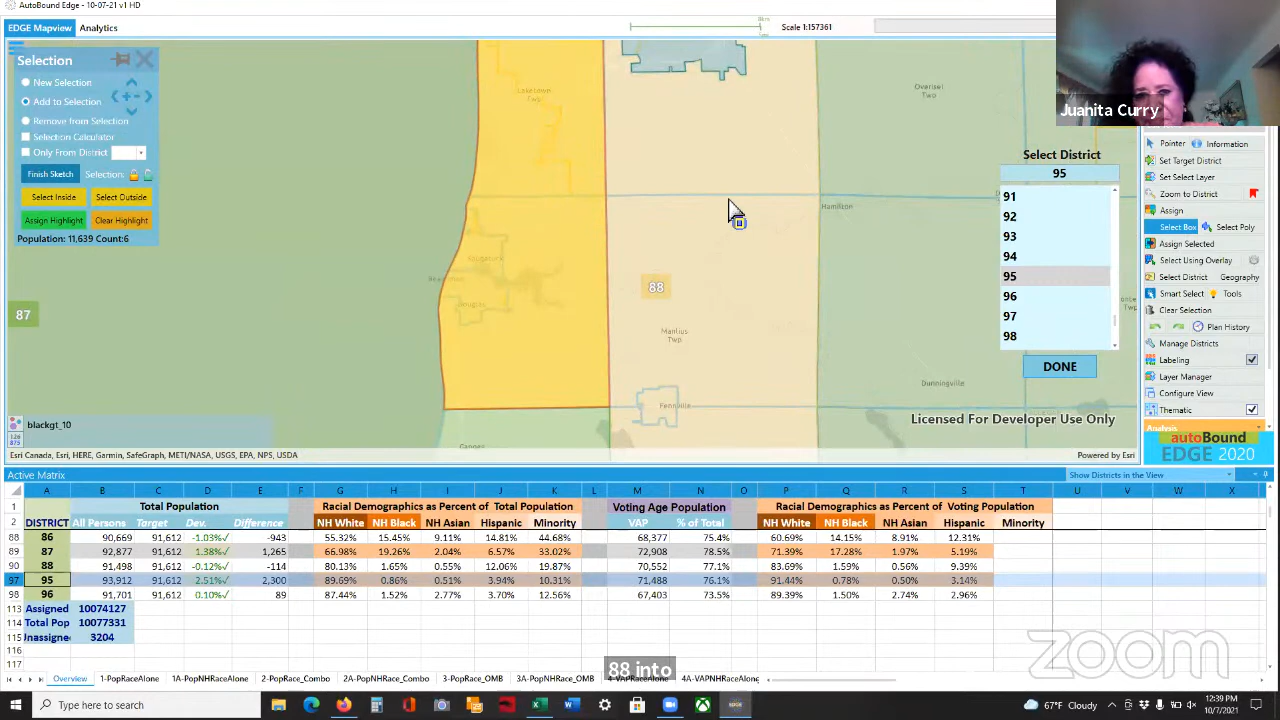 AutoBound EDGE - 10-07-21 v1 HD
EDGE Mapview Analytics
Scale 1:157361
Selection
New Selection
Add to Selection
Remove from Selection
Selection Calculator
Only From District
Finish Sketch Selection:
Select Inside Select Outside
Assign Highlight Clear Highlight
Population: 11,639 Count:6
Laketown
Twp.
Overisel
Twp
Hamilton
Saugatuck
Douglas
87
88
Manlius
Twp.
Fennville
Dunningville
Ganges
blackgt_10
Licensed For Developer Use Only
Esri Canada, Esri, HERE, Garmin, SafeGraph, METI/NASA, USGS, EPA, NPS, USDA
Powered by Esri
Juanita Curry
Select District
95
91
92
93
94
95
96
97
98
DONE
Pointer Information
Set Target District
Set Select Layer
Zoom to District
Assign
Select Box Select Poly
Assign Selected
Select Using Overlay
Select District Geography
Smart Select Tools
Clear Selection
Plan History
Manage Districts
Labeling
Layer Manager
Configure View
Thematic
Analysis
autoBound
EDGE 2020
Active Matrix
Show Districts in the View
A B C D E F G H I J K L M N O P Q R S T U V W X
1 Total Population Racial Demographics as Percent of Total Population Voting Age Population Racial Demographics as Percent of Voting Population
2 DISTRICT All Persons Target Dev. Difference NH White NH Black NH Asian Hispanic Minority VAP % of Total NH White NH Black NH Asian Hispanic Minority
88 86 90,669 91,612 -1.03%✓ -943 55.32% 15.45% 9.11% 14.81% 44.68% 68,377 75.4% 60.69% 14.15% 8.91% 12.31%
89 89 92,877 91,612 1.38%✓ 1,265 66.98% 19.26% 2.04% 6.57% 33.02% 72,908 78.5% 71.39% 17.28% 1.97% 5.19%
90 88 91,498 91,612 -0.12%✓ -114 80.13% 1.65% 0.55% 12.06% 19.87% 70,552 77.1% 83.69% 1.59% 0.56% 9.39%
97 95 93,912 91,612 2.51%✓ 2,300 89.69% 0.86% 0.51% 3.94% 10.31% 71,488 76.1% 91.44% 0.78% 0.50% 3.14%
98 96 91,701 91,612 0.10%✓ 89 87.44% 1.52% 2.77% 3.70% 12.56% 67,403 73.5% 89.39% 1.50% 2.74% 2.96%
113 Assigned 10074127
114 Total Pop 10077331
115 Unassigned 3204
116
117
zoom
88 into
Overview 1-PopRaceAlone 1A-PopNHRaceAlone 2-PopRace_Combo 2A-PopNHRace_Combo 3-PopRace_OMB 3A-PopNHRace_OMB 4-VAPRaceAlone 4A-VAPNHRaceAlone
Type here to search
67°F Cloudy
12:39 PM
10/7/2021